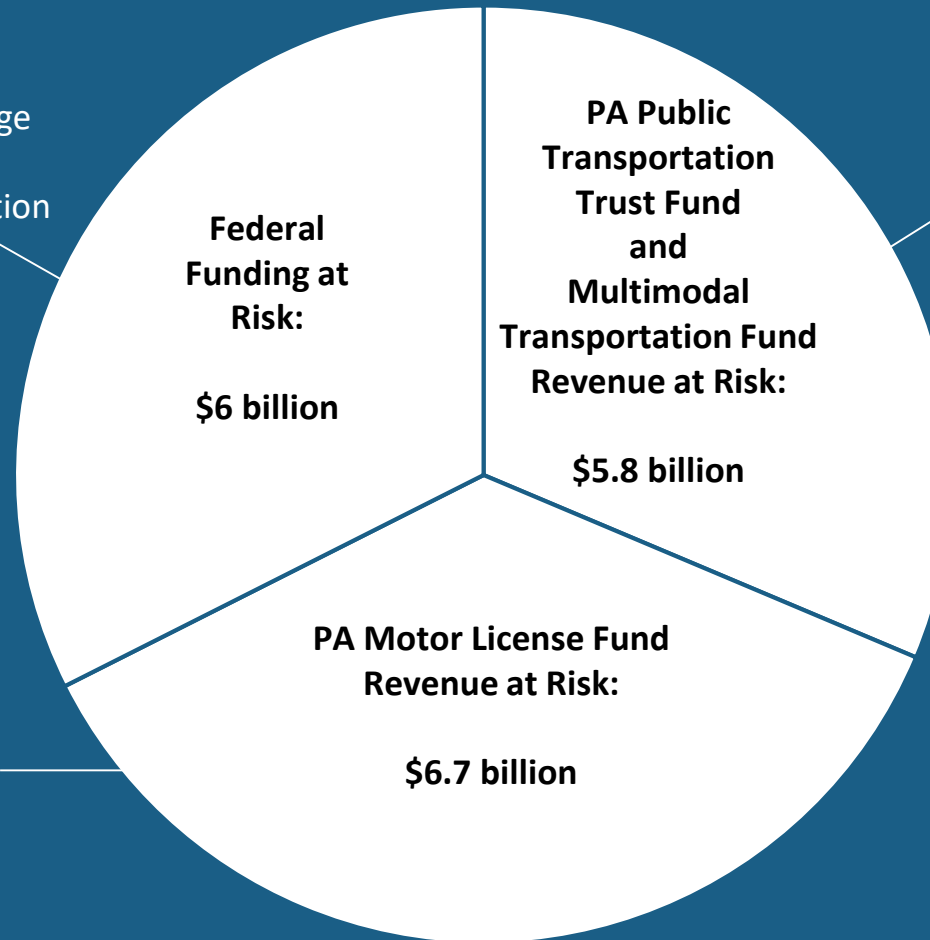 Federal
Funding at
Risk:
$6 billion
PA Public
Transportation
Trust Fund
and
Multimodal
Transportation Fund
Revenue at Risk:
$5.8 billion
PA Motor License Fund
Revenue at Risk:
$6.7 billion